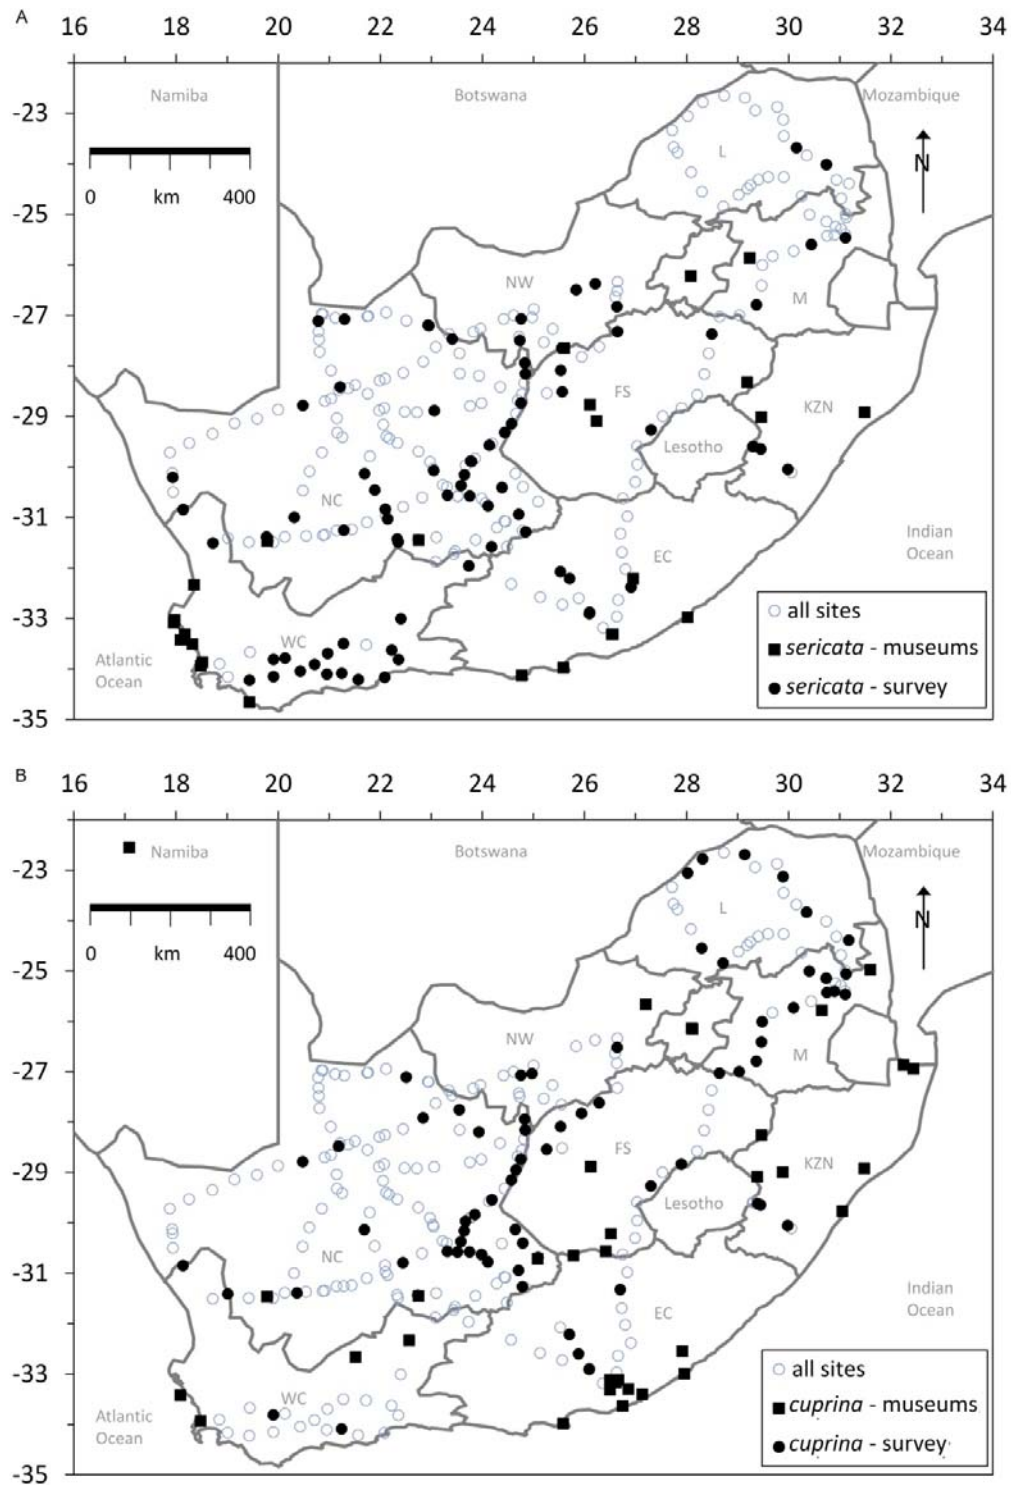 A
16 18 20 22 24 26 28 30 32 34
Namiba Botswana Mozambique
-23
L
N
0 km 400
-25
NW
M
-27
FS
KZN
-29
Lesotho
NC
-31
Indian
Ocean
EC
-33
all sites
WC
sericata - museums
Atlantic
Ocean
sericata - survey
-35
B
16 18 20 22 24 26 28 30 32 34
Namiba Botswana Mozambique
-23
L
N
0 km 400
-25
NW
M
-27
FS
KZN
-29
Lesotho
NC
-31
Indian
Ocean
EC
-33
all sites
WC
cuprina - museums
Atlantic
Ocean
cuprina - survey
-35